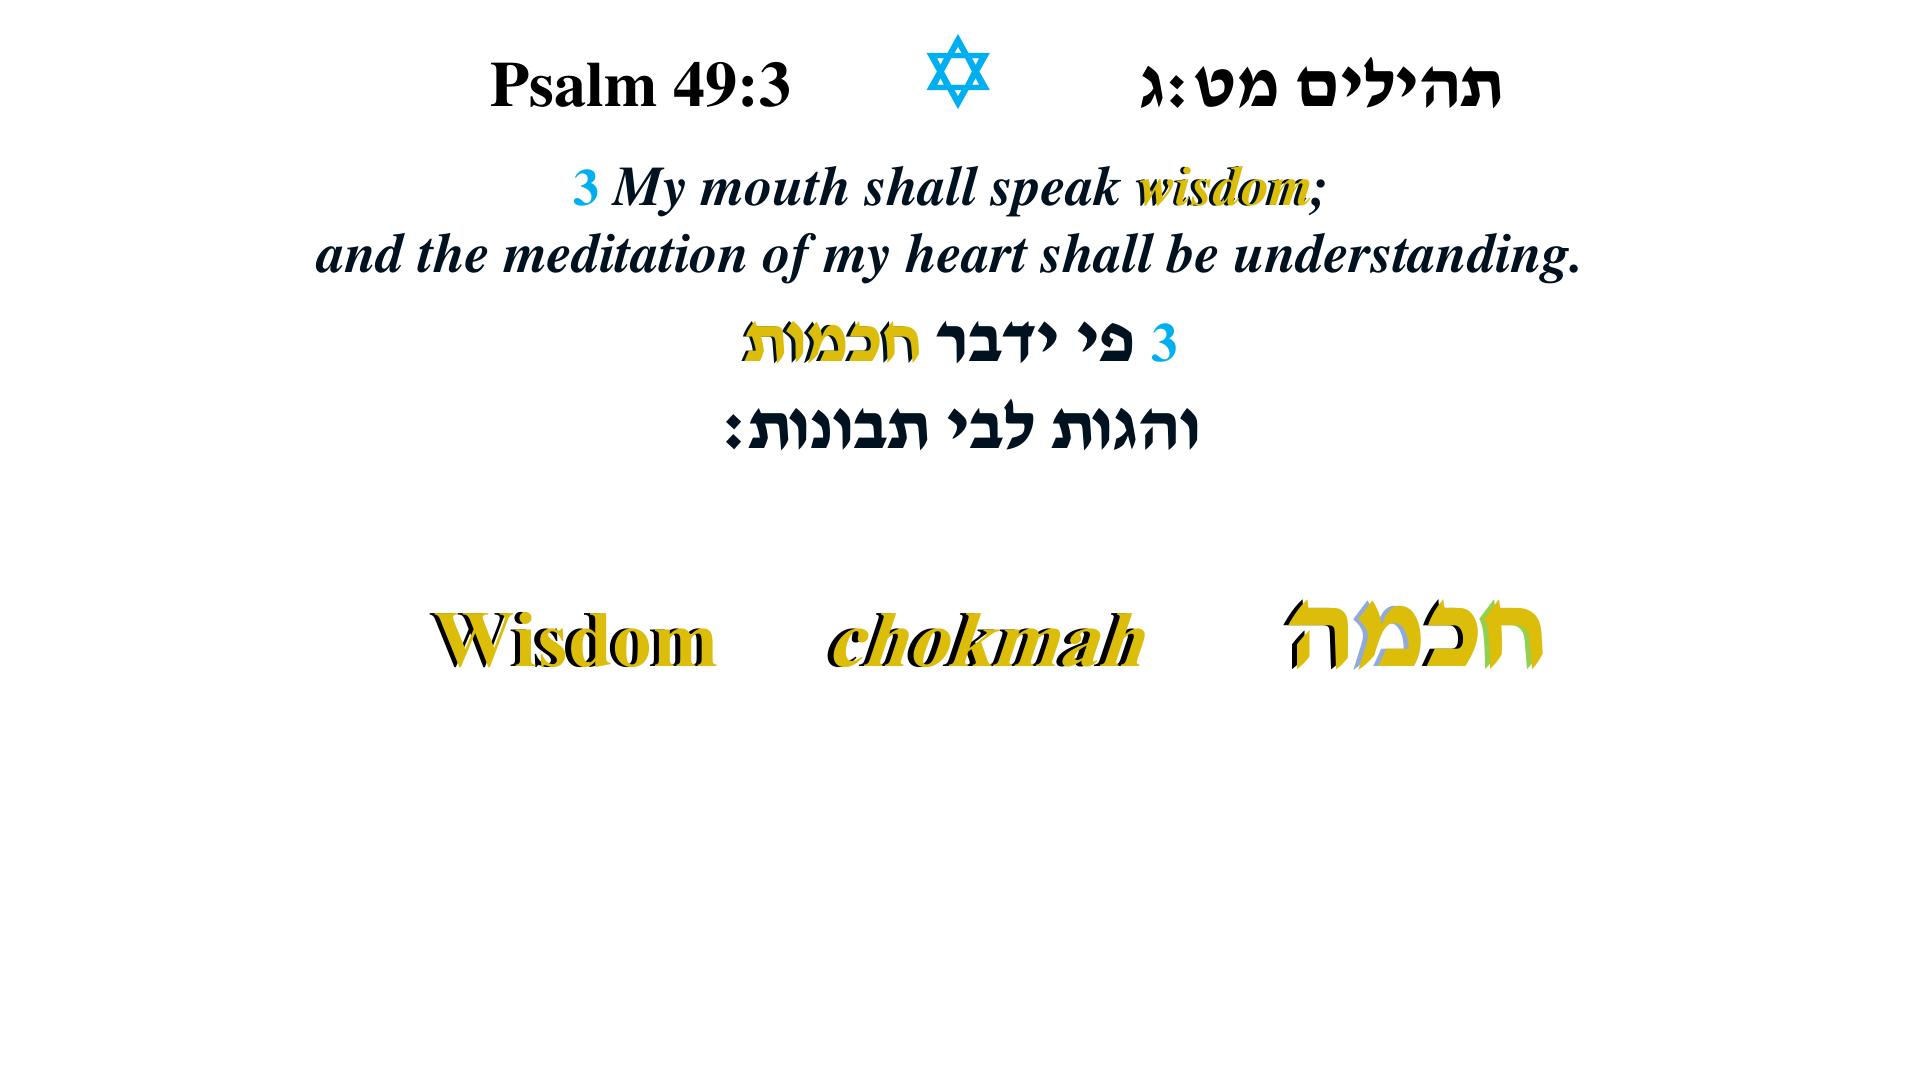 Psalm 49:3 ✡ תהילים מט:ג
3 My mouth shall speak wisdom;
and the meditation of my heart shall be understanding.
3 פי ידבר חכמות
והגות לבי תבונות:
Wisdom chokmah חכמה